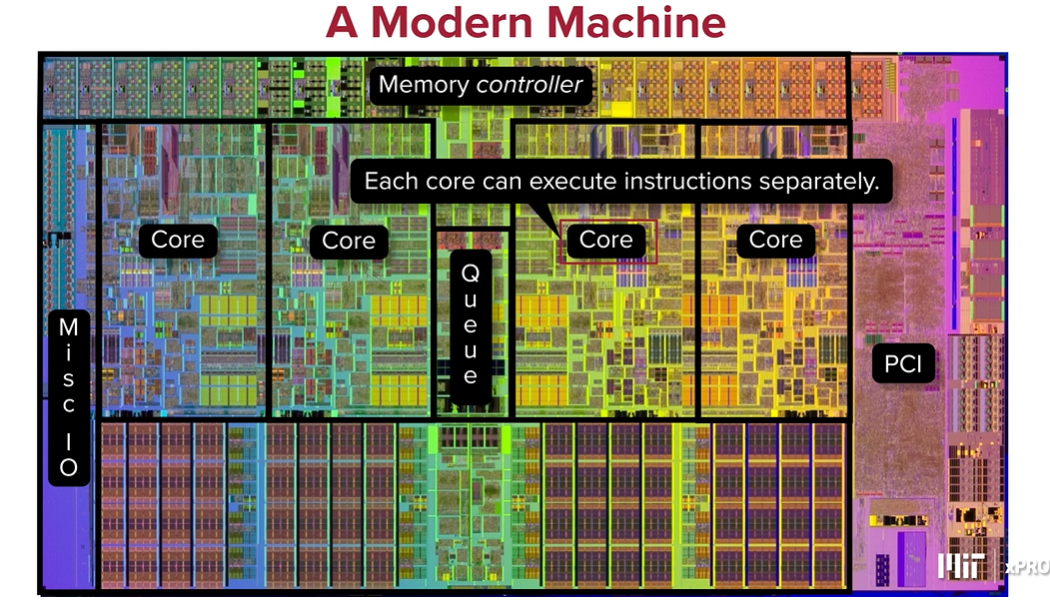 A Modern Machine
Memory controller
Each core can execute instructions separately.
Core
Core
Core
Core
Queue
Misc IO
PCI
MIT xPRO